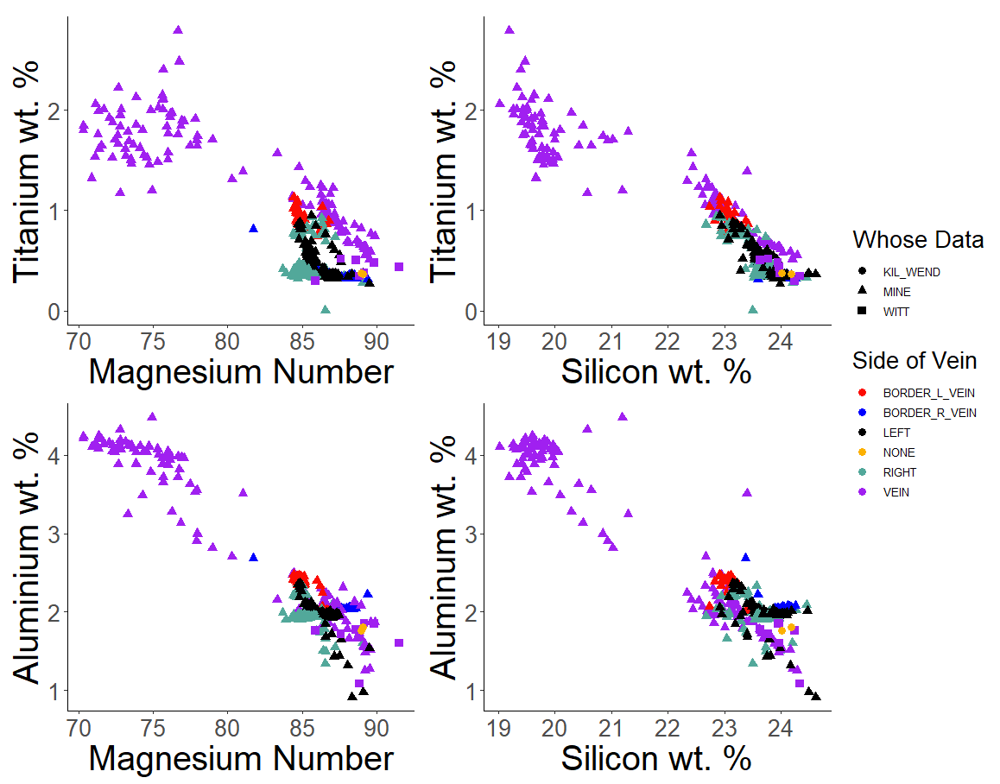 Titanium wt. %
2
1
0
70 75 80 85 90
Magnesium Number
Titanium wt. %
2
1
0
19 20 21 22 23 24
Silicon wt. %
Aluminium wt. %
4
3
2
1
70 75 80 85 90
Magnesium Number
Aluminum wt. %
4
3
2
1
19 20 21 22 23 24
Silicon wt. %
Whose Data
KIL_WEND
MINE
WITT
Side of Vein
BORDER_L_VEIN
BORDER_R_VEIN
LEFT
NONE
RIGHT
VEIN